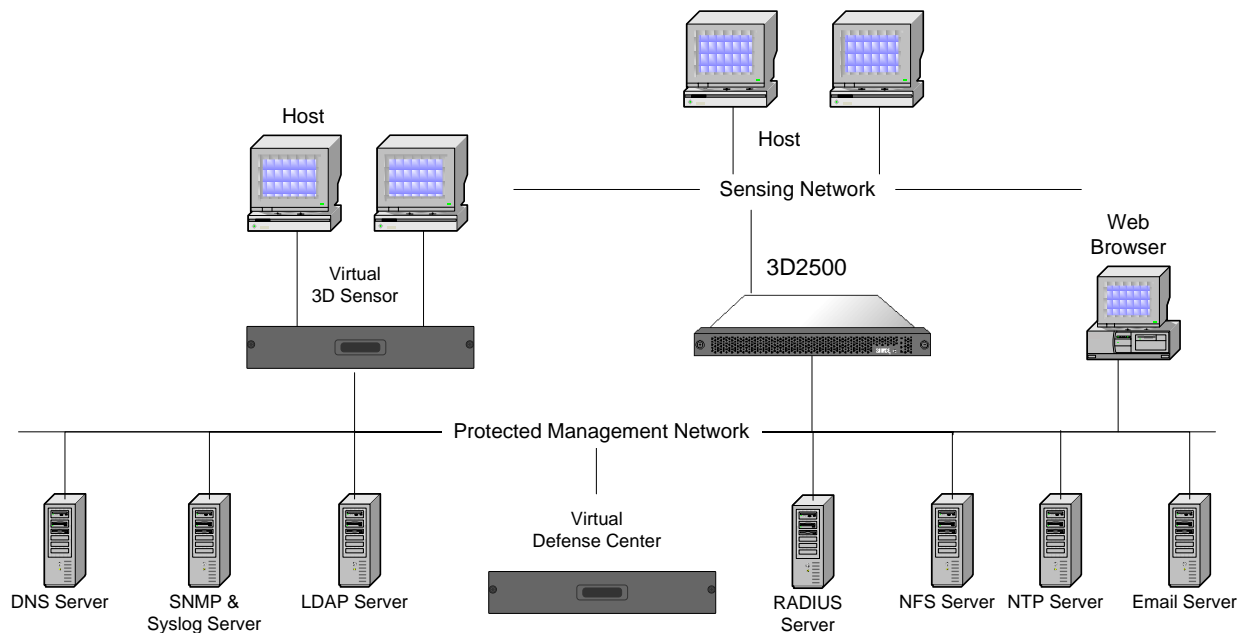 Host
Host
Sensing Network
Web
Browser
Virtual
3D Sensor
3D2500
Protected Management Network
Virtual
Defense Center
DNS Server
SNMP &
Syslog Server
LDAP Server
RADIUS
Server
NFS Server
NTP Server
Email Server